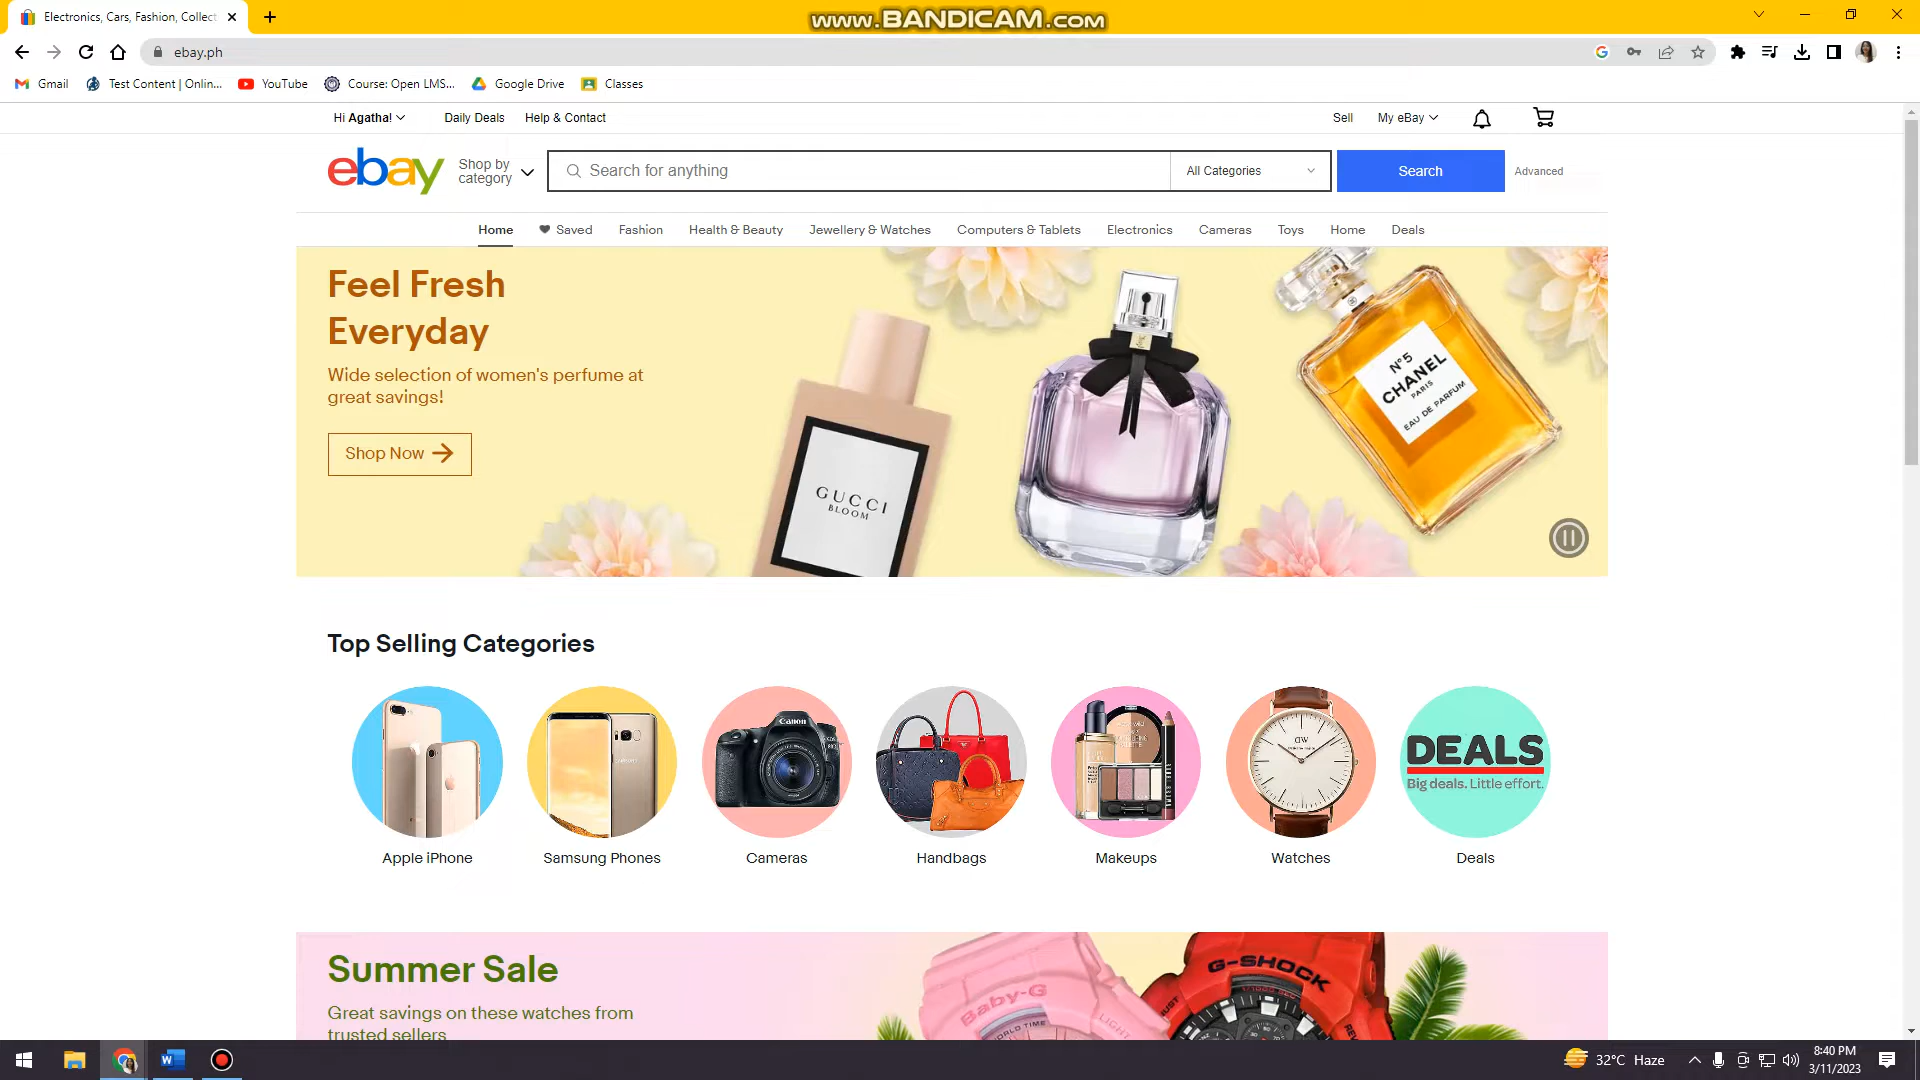 Electronics, Cars, Fashion, Collect
www.BANDICAM.com
ebay.ph
Gmail
Test Content | Onlin...
YouTube
Course: Open LMS...
Google Drive
Classes
Hi Agatha!
Daily Deals
Help & Contact
Sell
My eBay
ebay
Shop by
category
Search for anything
All Categories
Search
Advanced
Home
Saved
Fashion
Health & Beauty
Jewellery & Watches
Computers & Tablets
Electronics
Cameras
Toys
Home
Deals
Feel Fresh
Everyday
Wide selection of women's perfume at
great savings!
Shop Now
GUCCI
BLOOM
N°5
CHANEL
PARIS
EAU DE PARFUM
Top Selling Categories
Canon
DW
DEALS
Big deals. Little effort.
Apple iPhone
Samsung Phones
Cameras
Handbags
Makeups
Watches
Deals
Summer Sale
Great savings on these watches from
trusted sellers
Baby-G
WORLD TIME
LIGHT
G-SHOCK
32°C Haze
8:40 PM
3/11/2023